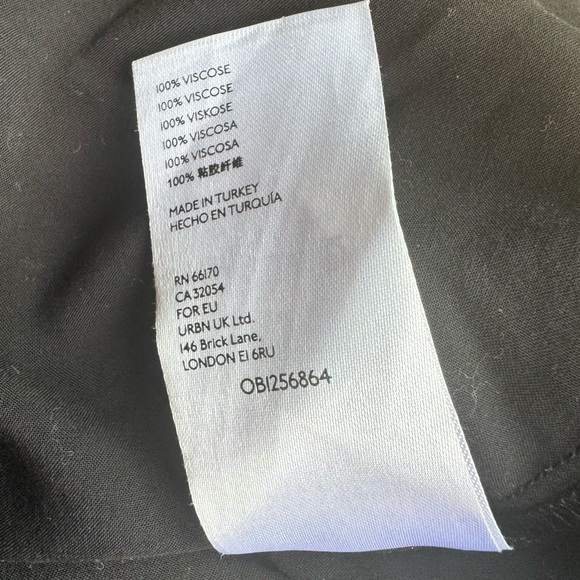 100% VISCOSE
100% VISCOSE
100% VISKOSE
100% VISCOSA
100% VISCOSA
100% 粘胶纤维
MADE IN TURKEY
HECHO EN TURQUÍA
RN 66170
CA 32054
FOR EU
URBN UK Ltd.
146 Brick Lane,
LONDON E1 6RU
OB1256864